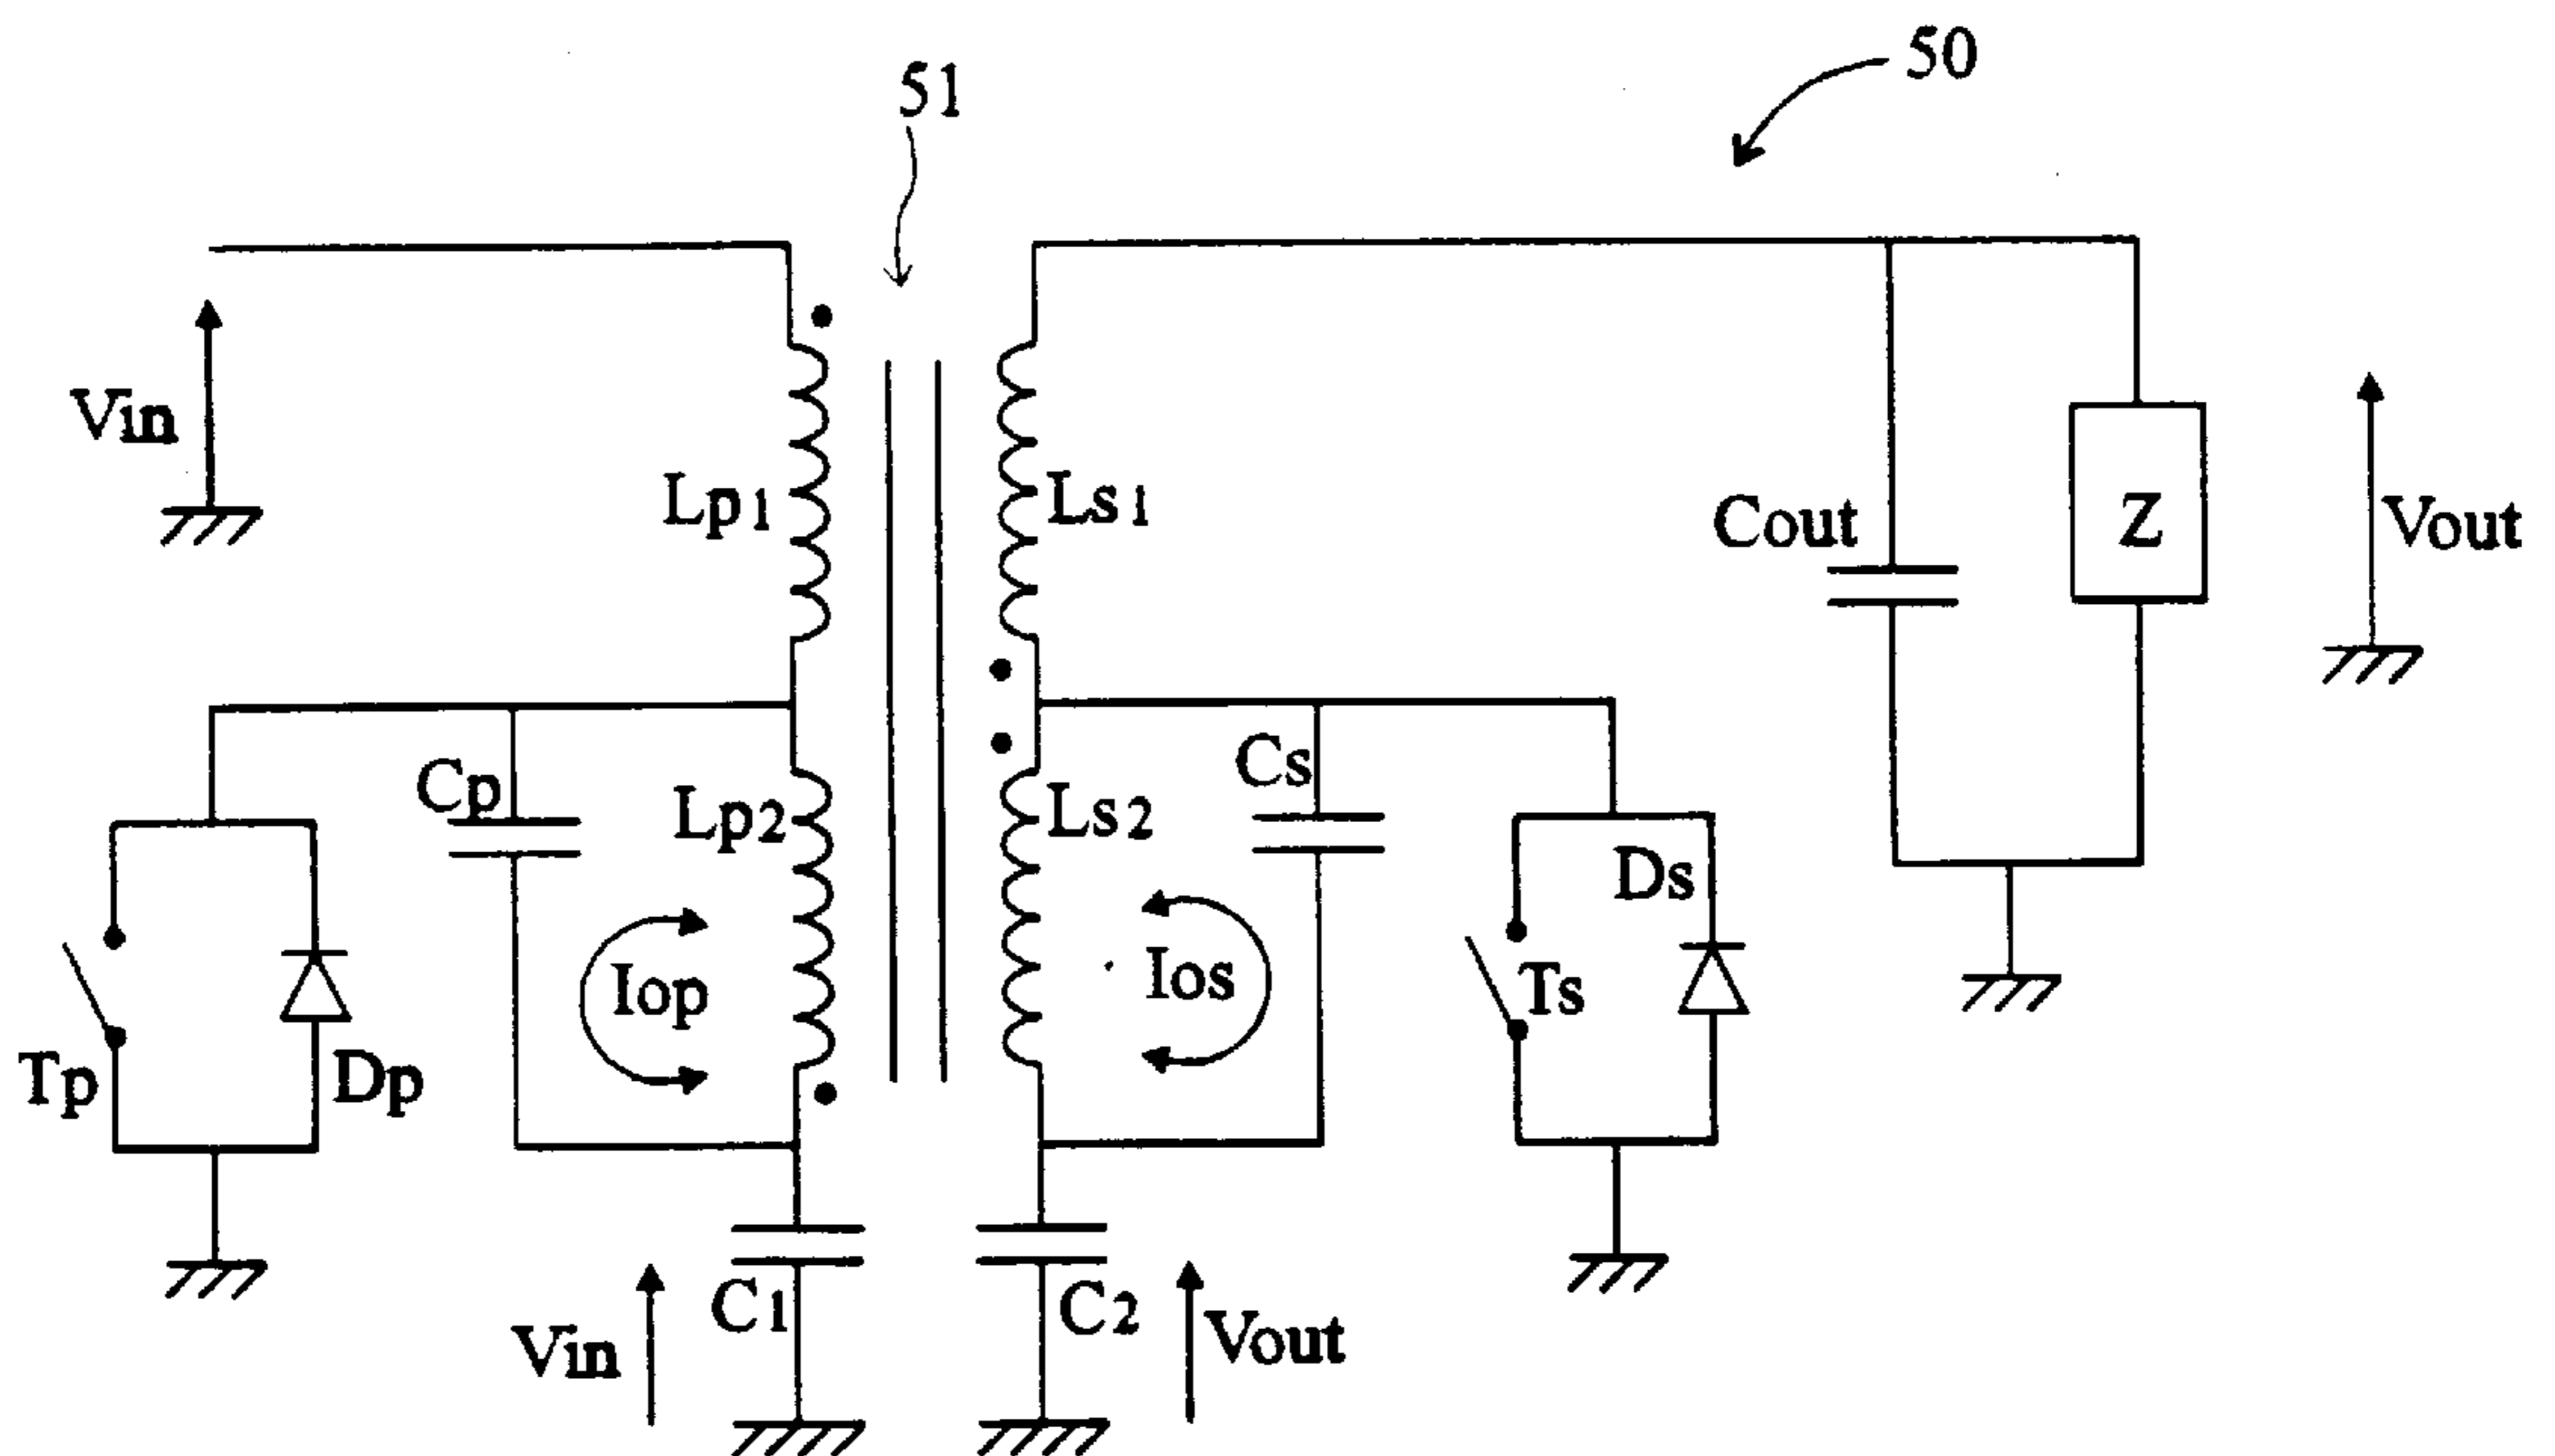 50
51
Vin
Lp1
Ls1
Cout
Z
Vout
Cp
Lp2
Ls2
Cs
Ds
Iop
Ios
Ts
Tp
Dp
C1
C2
Vin
Vout